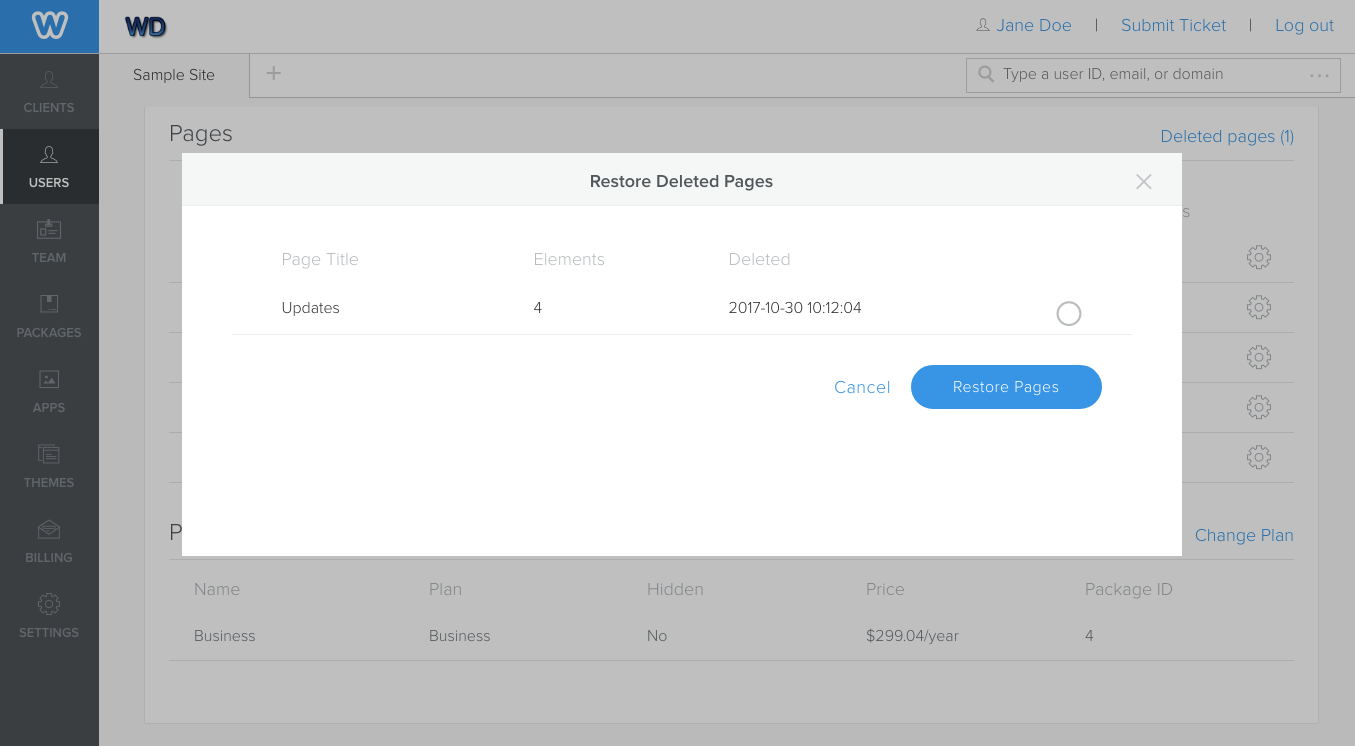 WD
Jane Doe | Submit Ticket | Log out
Sample Site +
Type a user ID, email, or domain ...
CLIENTS
USERS
TEAM
PACKAGES
APPS
THEMES
BILLING
SETTINGS
Pages Deleted pages (1)
s
Restore Deleted Pages
Page Title Elements Deleted
Updates 4 2017-10-30 10:12:04
Cancel Restore Pages
P Change Plan
Name Plan Hidden Price Package ID
Business Business No $299.04/year 4